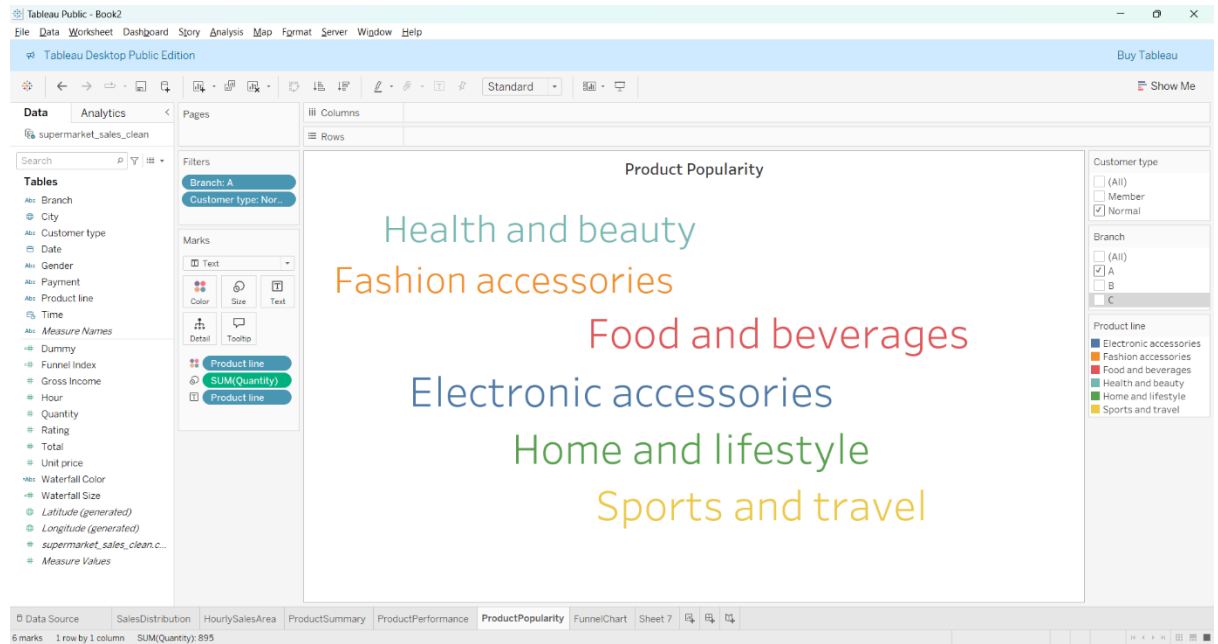 Tableau Public - Book2
File Data Worksheet Dashboard Story Analysis Map Format Server Window Help
Tableau Desktop Public Edition
Buy Tableau
Standard
Show Me
Data Analytics
supermarket_sales_clean
Search
Tables
Abc Branch
City
Abc Customer type
Date
Abc Gender
Abc Payment
Abc Product line
Time
Abc Measure Names
=# Dummy
=# Funnel Index
# Gross Income
# Hour
# Quantity
# Rating
# Total
# Unit price
=Abc Waterfall Color
=# Waterfall Size
Latitude (generated)
Longitude (generated)
# supermarket_sales_clean.c...
# Measure Values
Pages
Filters
Branch: A
Customer type: Nor..
Marks
Text
Color Size Text
Detail Tooltip
Product line
SUM(Quantity)
Product line
Columns
Rows
Product Popularity
Health and beauty
Fashion accessories
Food and beverages
Electronic accessories
Home and lifestyle
Sports and travel
Customer type
(All)
Member
Normal
Branch
(All)
A
B
C
Product line
Electronic accessories
Fashion accessories
Food and beverages
Health and beauty
Home and lifestyle
Sports and travel
Data Source SalesDistribution HourlySalesArea ProductSummary ProductPerformance ProductPopularity FunnelChart Sheet 7
6 marks 1 row by 1 column SUM(Quantity): 895